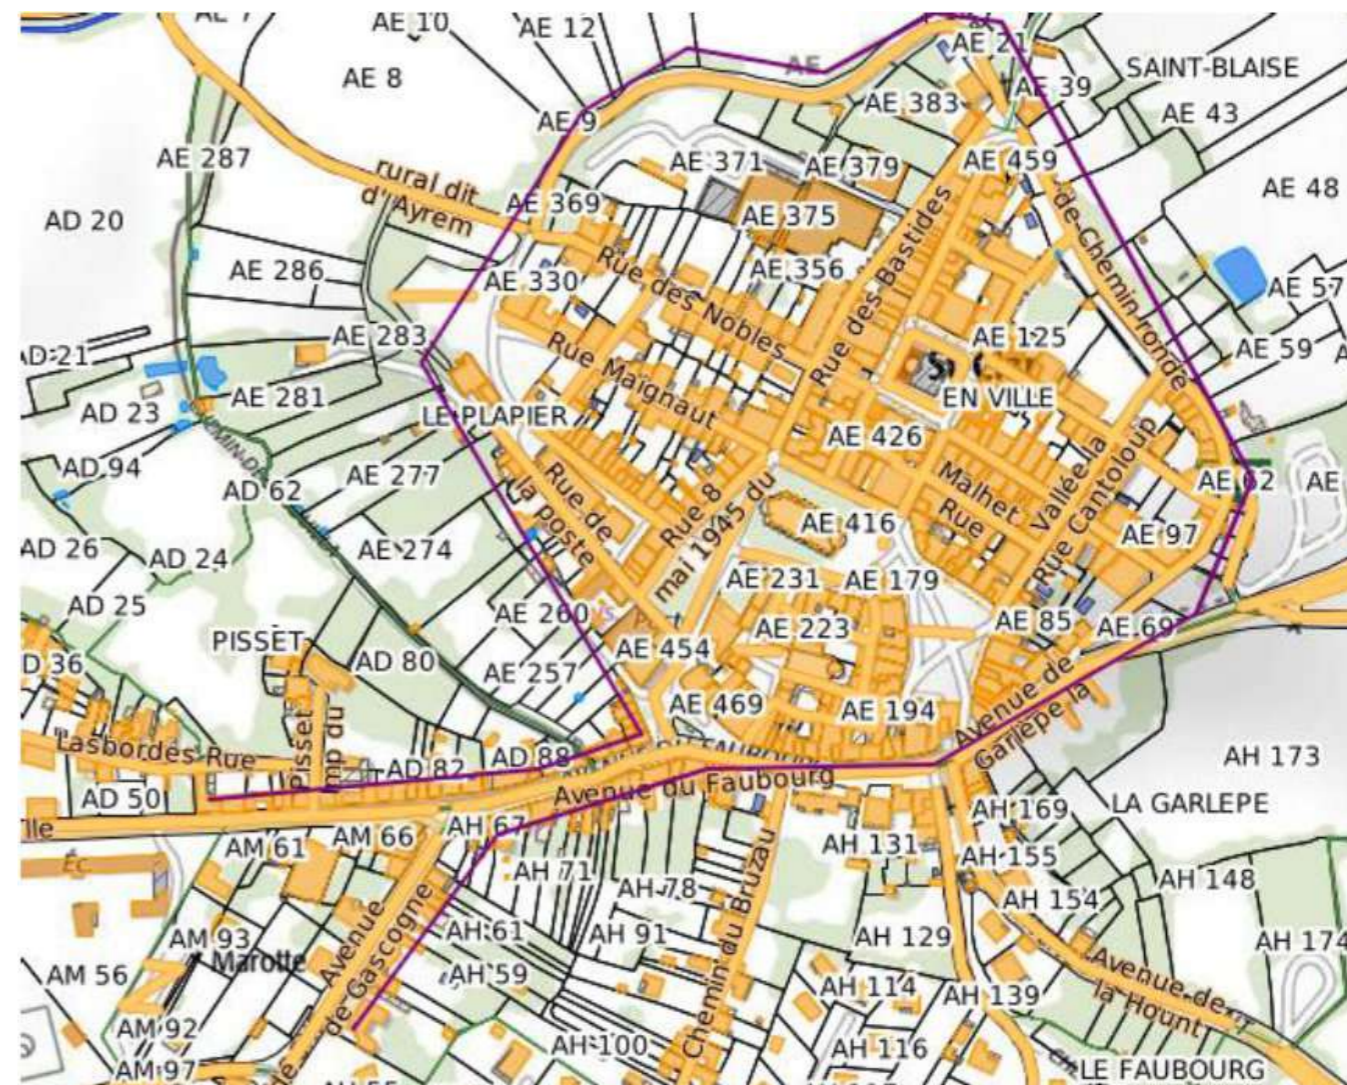 AE 7
AE 10
AE 12
AE 21
AE
AE 8
SAINT-BLAISE
AE 39
AE 383
AE 43
AE 9
AE 287
AE 371
AE 379
AE 459
rural dit
d'Ayrem
AE 48
AE 369
AD 20
AE 375
Rue des Bastides
de-Chemin-ronde
AE 286
AE 330
AE 356
Rue des Nobles
AE 57
AE 283
AE 125
AD 21
Rue Maignaut
AE 59
AE 281
EN VILLE
AD 23
LE PLAPIER
AE 426
AD 94
AE 277
Malhet
Rue
Vallée la
Rue Cantoloup
AE 62
AE
AD 62
Rue de
la poste
Rue 8
mai 1945 du
AE 416
AE 97
AD 26
AD 24
AE 274
AE 231
AE 179
AD 25
AE 260
AE 85
AE 69
AE 223
PISSET
D 36
AD 80
AE 454
AE 257
AE 469
AE 194
Avenue de
Garlepe la
Lasbordes Rue
Pisset
Imp du
AD 82
AD 88
AH 173
Avenue du Faubourg
AD 50
AH 169
LA GARLEPE
lle
AM 61
AM 66
AH 67
AH 131
AH 155
Éc
AH 71
AH 78
AH 154
AH 148
Chemin du Bruzau
Avenue
de Gascogne
AM 93
Marotte
AH 61
AH 91
AH 129
AH 174
AM 56
AH 59
AH 114
AH 139
Avenue-de
la Hount
AM 92
AH 100
AH 116
AM 97
LE FAUBOURG